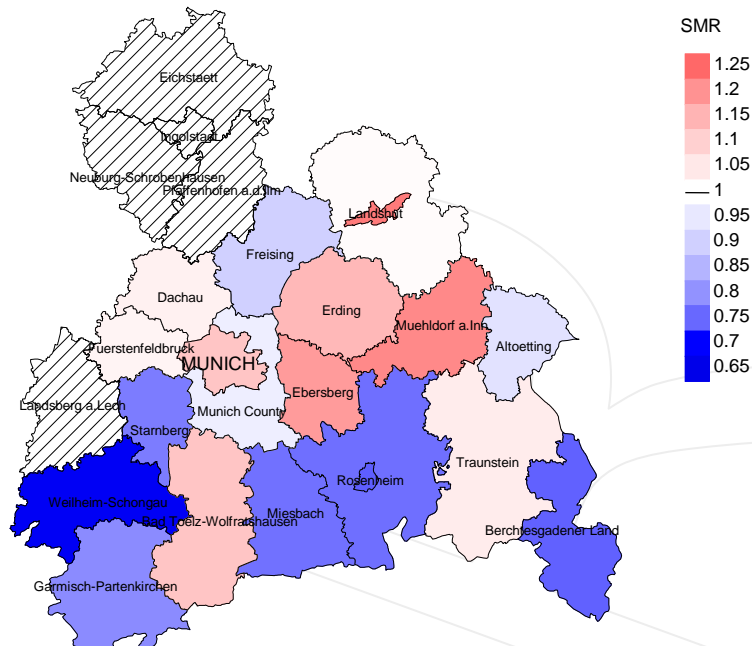 SMR
1.25
1.2
1.15
1.1
1.05
1
0.95
0.9
0.85
0.8
0.75
0.7
0.65
Eichstaett
Ingolstadt
Neuburg-Schrobenhausen
Pfaffenhofen a.d.Ilm
Landshut
Freising
Dachau
Erding
Muehldorf a.Inn
Altoetting
Fuerstenfeldbruck
MUNICH
Ebersberg
Landsberg a.Lech
Munich County
Starnberg
Traunstein
Rosenheim
Weilheim-Schongau
Miesbach
Bad Toelz-Wolfratshausen
Berchtesgadener Land
Garmisch-Partenkirchen